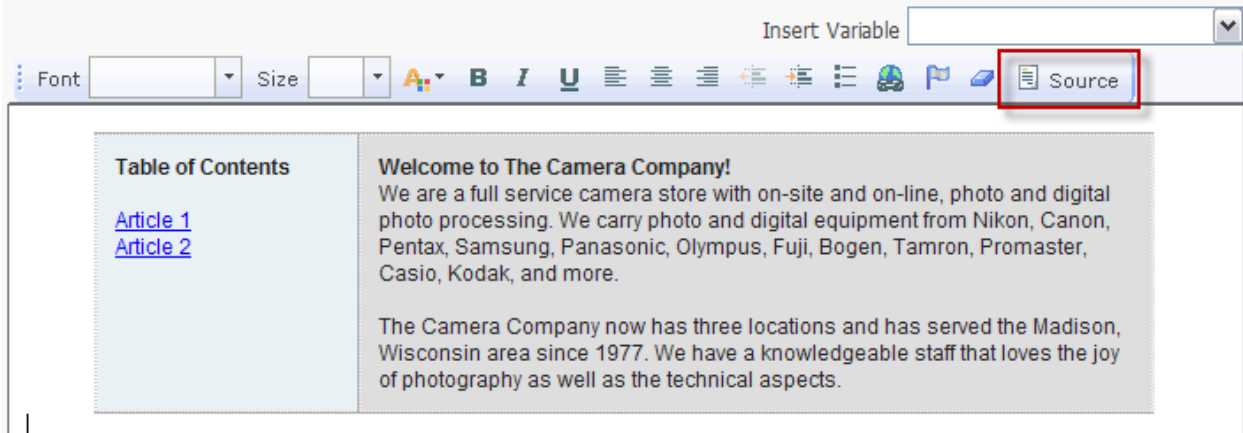 Insert Variable
Font Size A B I U Source
Table of Contents
Article 1
Article 2
Welcome to The Camera Company!
We are a full service camera store with on-site and on-line, photo and digital
photo processing. We carry photo and digital equipment from Nikon, Canon,
Pentax, Samsung, Panasonic, Olympus, Fuji, Bogen, Tamron, Promaster,
Casio, Kodak, and more.
The Camera Company now has three locations and has served the Madison,
Wisconsin area since 1977. We have a knowledgeable staff that loves the joy
of photography as well as the technical aspects.